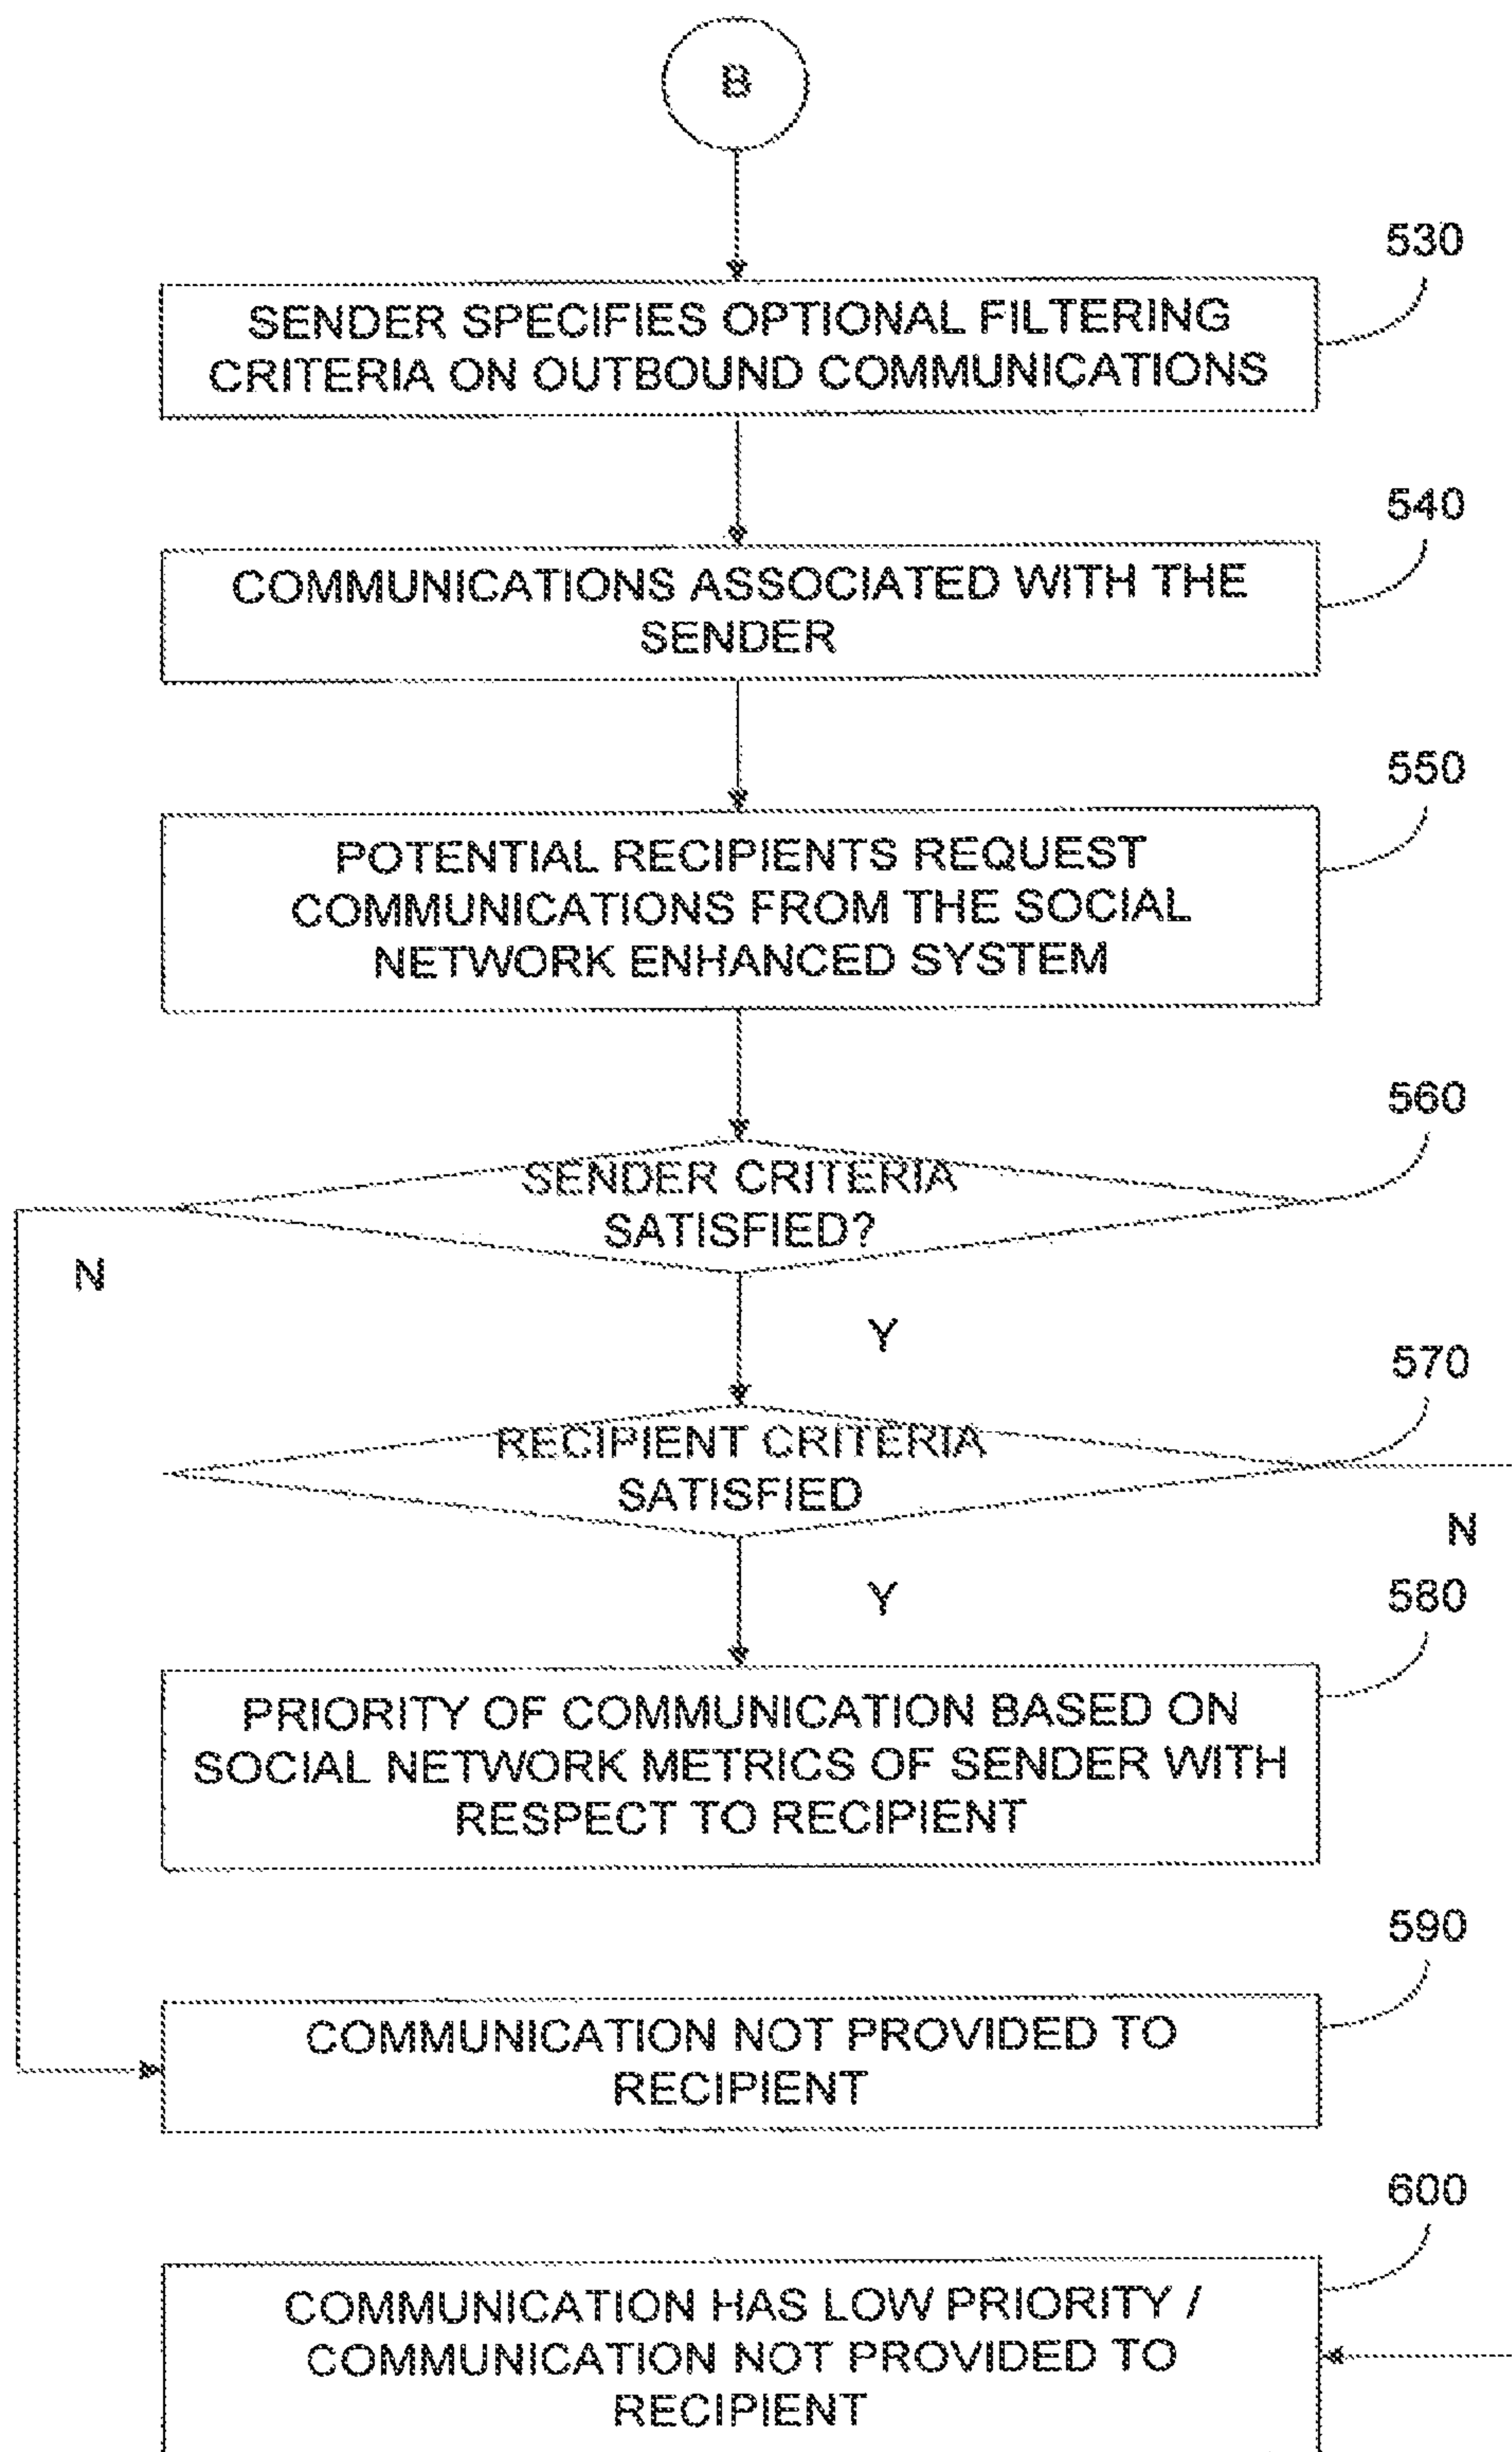 B
530
SENDER SPECIFIES OPTIONAL FILTERING
CRITERIA ON OUTBOUND COMMUNICATIONS
540
COMMUNICATIONS ASSOCIATED WITH THE
SENDER
550
POTENTIAL RECIPIENTS REQUEST
COMMUNICATIONS FROM THE SOCIAL
NETWORK ENHANCED SYSTEM
560
SENDER CRITERIA
SATISFIED?
N
Y
570
RECIPIENT CRITERIA
SATISFIED
N
Y
580
PRIORITY OF COMMUNICATION BASED ON
SOCIAL NETWORK METRICS OF SENDER WITH
RESPECT TO RECIPIENT
590
COMMUNICATION NOT PROVIDED TO
RECIPIENT
600
COMMUNICATION HAS LOW PRIORITY /
COMMUNICATION NOT PROVIDED TO
RECIPIENT